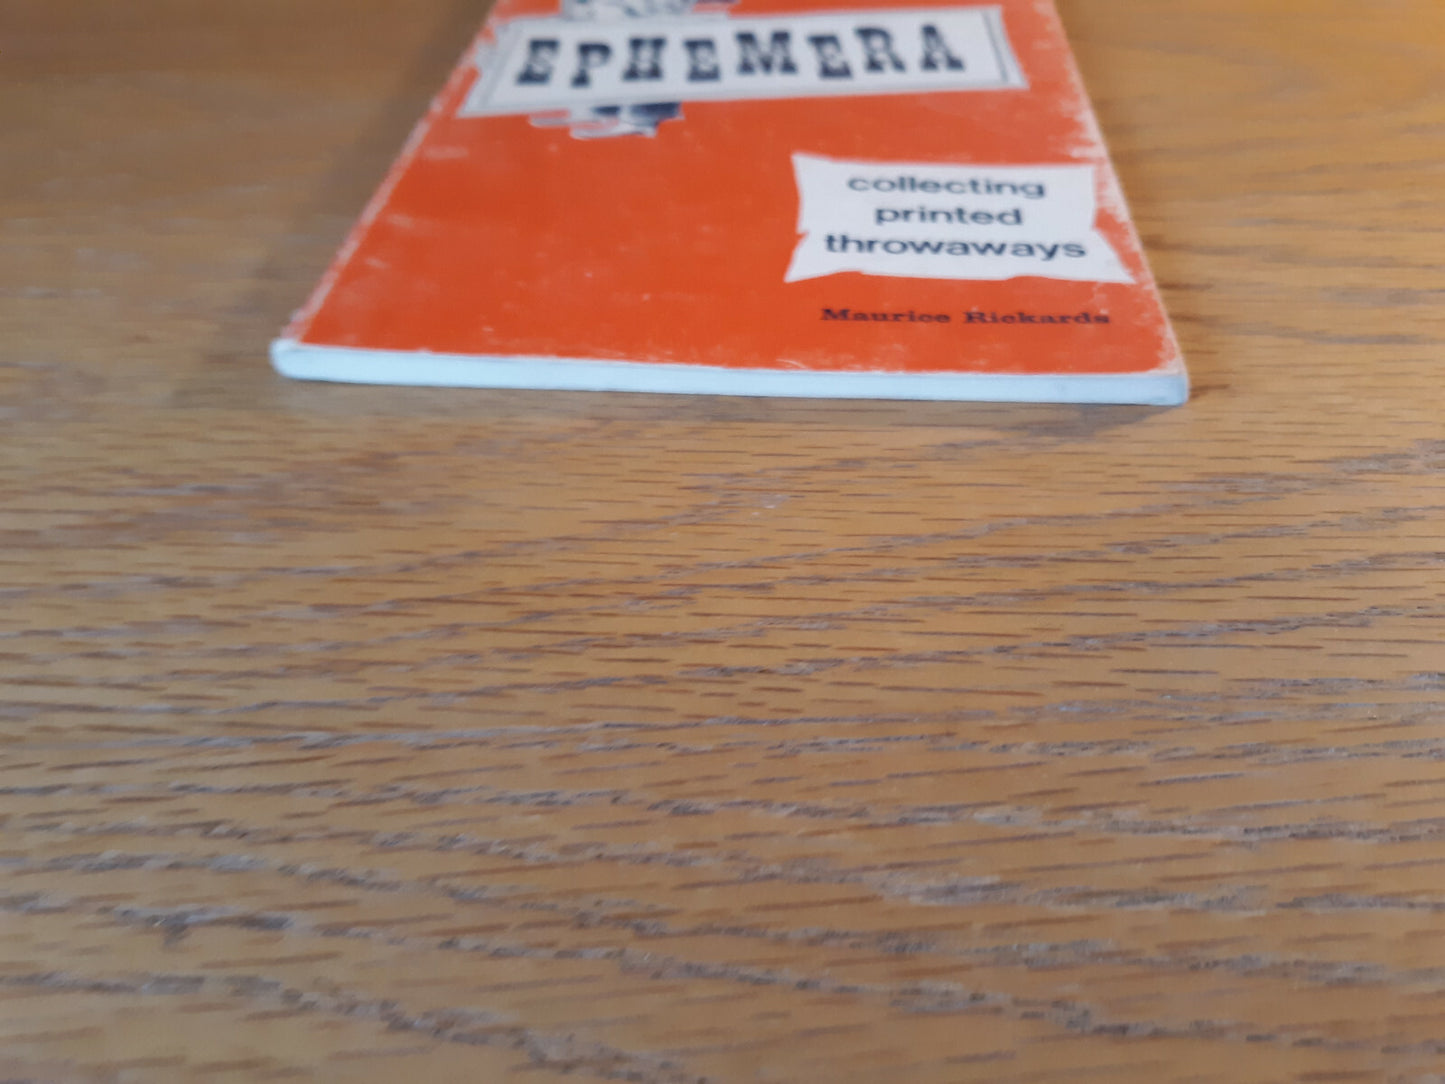 EPHEMERA
collecting
printed
throwaways
Maurice Rickards